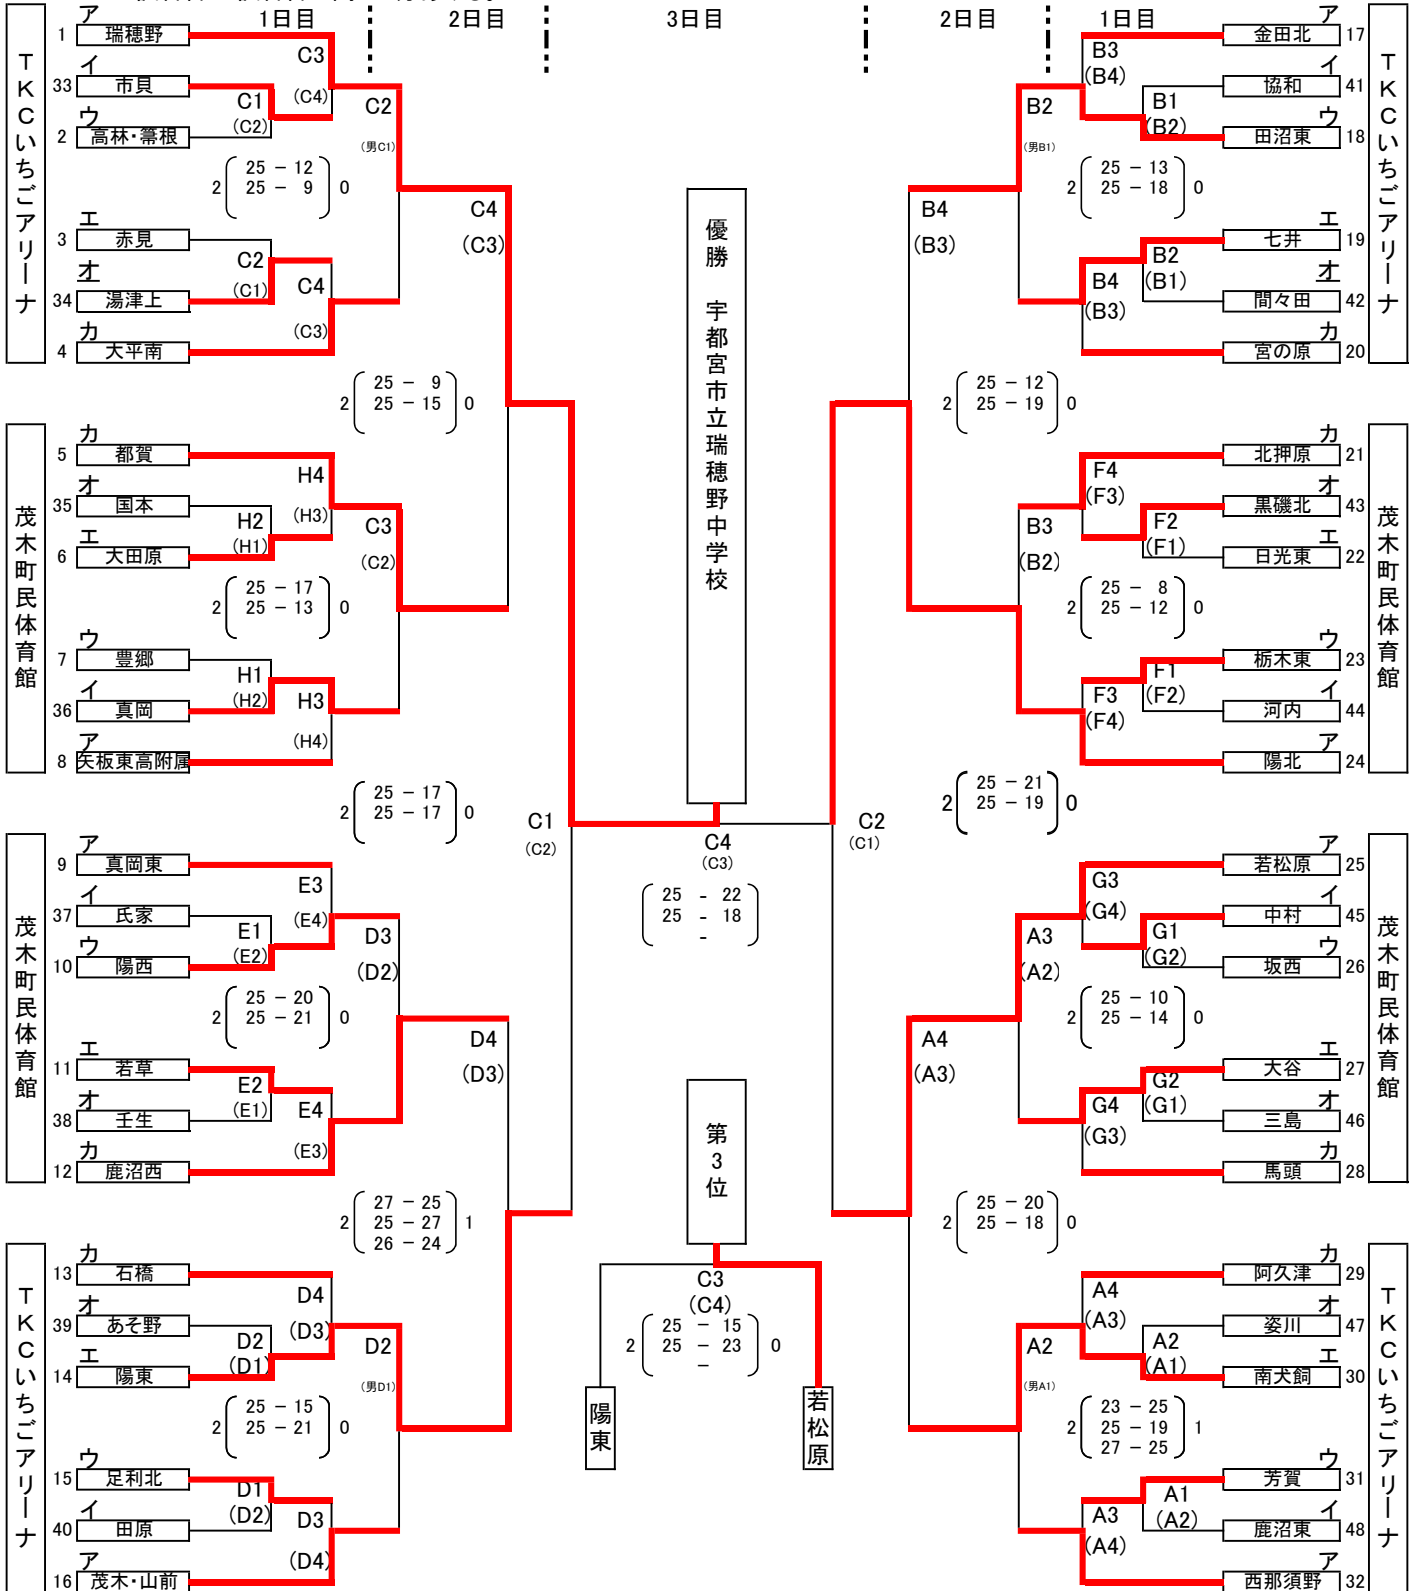 1日目
2日目
3日目
2日目
1日目
TKCいちごアリーナ
ア
1 瑞穂野
イ
33 市貝
ウ
2 高林・箒根
C3
(C4)
C1
(C2)
C2
(男C1)
2 25 － 12 0
25 － 9
エ
3 赤見
オ
34 湯津上
カ
4 大平南
C2
(C1)
C4
(C3)
C4
(C3)
2 25 － 9 0
25 － 15
茂木町民体育館
カ
5 都賀
オ
35 国本
エ
6 大田原
H4
(H3)
H2
(H1)
C3
(C2)
2 25 － 17 0
25 － 13
ウ
7 豊郷
イ
36 真岡
ア
8 矢板東高附属
H1
(H2)
H3
(H4)
2 25 － 17 0
25 － 17
C1
(C2)
茂木町民体育館
ア
9 真岡東
イ
37 氏家
ウ
10 陽西
E3
(E4)
E1
(E2)
D3
(D2)
2 25 － 20 0
25 － 21
エ
11 若草
オ
38 壬生
カ
12 鹿沼西
E2
(E1)
E4
(E3)
D4
(D3)
2 27 － 25 1
25 － 27
26 － 24
TKCいちごアリーナ
カ
13 石橋
オ
39 あそ野
エ
14 陽東
D4
(D3)
D2
(D1)
D2
(男D1)
2 25 － 15 0
25 － 21
ウ
15 足利北
イ
40 田原
ア
16 茂木・山前
D1
(D2)
D3
(D4)
優勝 宇都宮市立瑞穂野中学校
C4
(C3)
25 - 22
25 - 18
-
第3位
C3
(C4)
2 25 － 15 0
25 － 23
－
陽東
若松原
TKCいちごアリーナ
ア
金田北 17
イ
協和 41
ウ
田沼東 18
B3
(B4)
B1
(B2)
B2
(男B1)
2 25 － 13 0
25 － 18
エ
七井 19
オ
間々田 42
カ
宮の原 20
B2
(B1)
B4
(B3)
B4
(B3)
2 25 － 12 0
25 － 19
茂木町民体育館
カ
北押原 21
オ
黒磯北 43
エ
日光東 22
F4
(F3)
F2
(F1)
B3
(B2)
2 25 － 8 0
25 － 12
ウ
栃木東 23
イ
河内 44
ア
陽北 24
F1
(F2)
F3
(F4)
2 25 － 21 0
25 － 19
C2
(C1)
茂木町民体育館
ア
若松原 25
イ
中村 45
ウ
坂西 26
G3
(G4)
G1
(G2)
A3
(A2)
2 25 － 10 0
25 － 14
エ
大谷 27
オ
三島 46
カ
馬頭 28
G2
(G1)
G4
(G3)
A4
(A3)
2 25 － 20 0
25 － 18
TKCいちごアリーナ
カ
阿久津 29
オ
姿川 47
エ
南犬飼 30
A4
(A3)
A2
(A1)
A2
(男A1)
2 23 － 25 1
25 － 19
27 － 25
ウ
芳賀 31
イ
鹿沼東 48
ア
西那須野 32
A1
(A2)
A3
(A4)